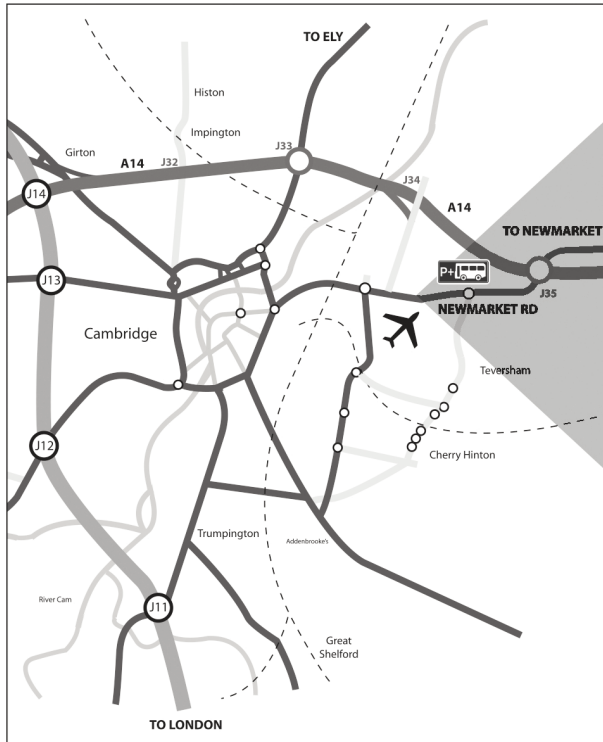 TO ELY
Histon
Impington
J33
Girton
A14
J32
J34
J14
A14
TO NEWMARKET
P+
J13
J35
NEWMARKET RD
Cambridge
Teversham
J12
Cherry Hinton
Trumpington
Addenbrooke's
River Cam
J11
Great
Shelford
TO LONDON